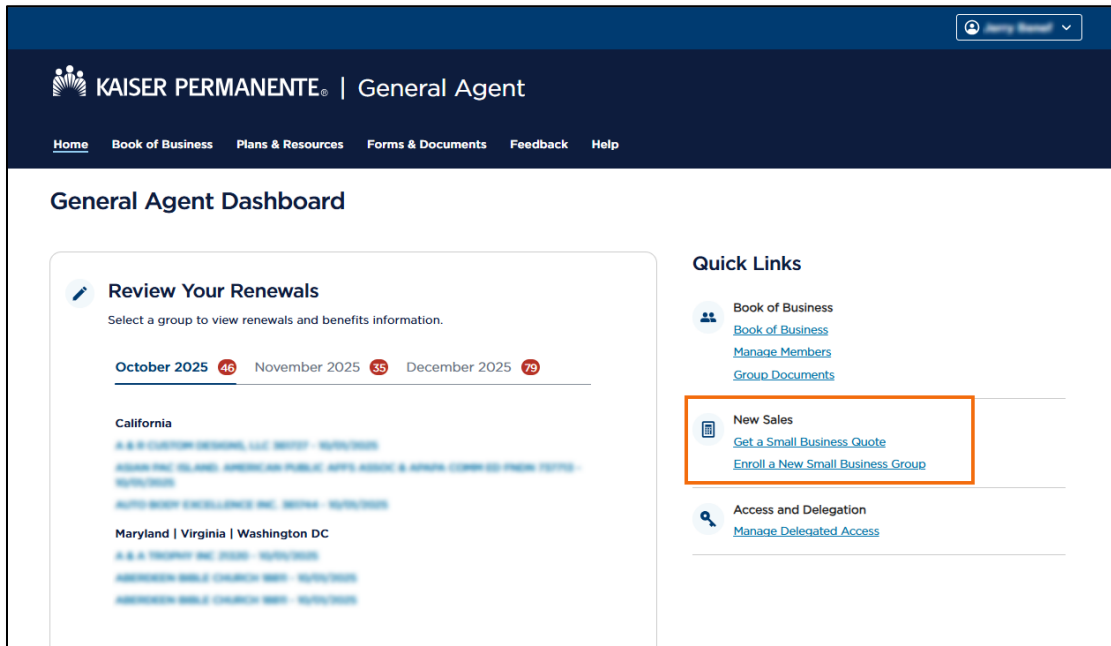 KAISER PERMANENTE® | General Agent
Home Book of Business Plans & Resources Forms & Documents Feedback Help
General Agent Dashboard
Review Your Renewals
Select a group to view renewals and benefits information.
October 2025 46 November 2025 35 December 2025 79
California
Maryland | Virginia | Washington DC
Quick Links
Book of Business
Book of Business
Manage Members
Group Documents
New Sales
Get a Small Business Quote
Enroll a New Small Business Group
Access and Delegation
Manage Delegated Access